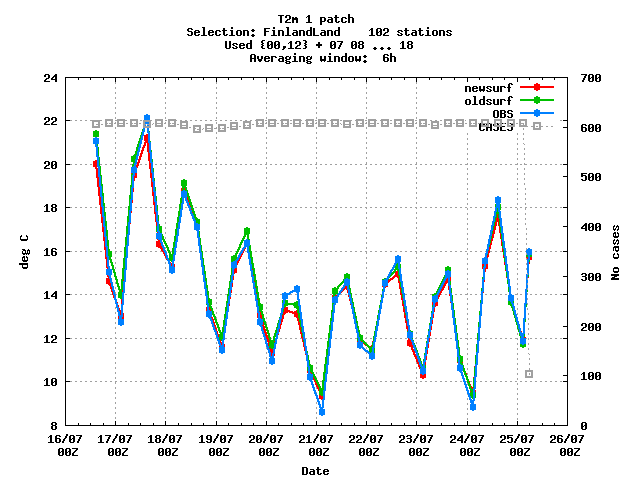 T2m 1 patch
Selection: FinlandLand    102 stations
Used {00,12} + 07 08 ... 18
Averaging window:  6h
24 700
newsurf
oldsurf
OBS
CASES
22 600
20 500
18 400
16 300
14 200
12
10 100
8 0
deg C
No cases
16/07 17/07 18/07 19/07 20/07 21/07 22/07 23/07 24/07 25/07 26/07
00Z 00Z 00Z 00Z 00Z 00Z 00Z 00Z 00Z 00Z 00Z
Date